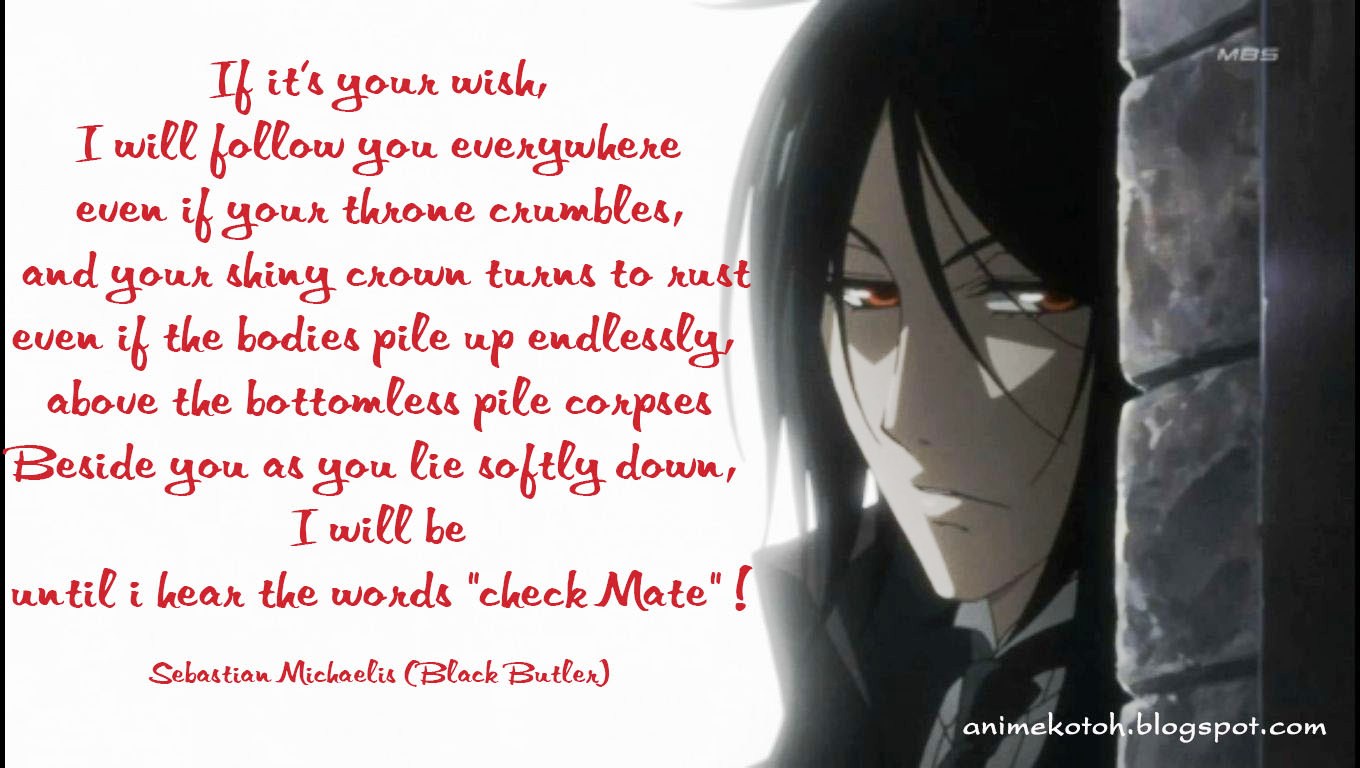 If it's your wish,
I will follow you everywhere
even if your throne crumbles,
and your shiny crown turns to rust
even if the bodies pile up endlessly,
above the bottomless pile corpses
Beside you as you lie softly down,
I will be
until i hear the words "check Mate" !
Sebastian Michaelis (Black Butler)
MBS
animekotoh.blogspot.com